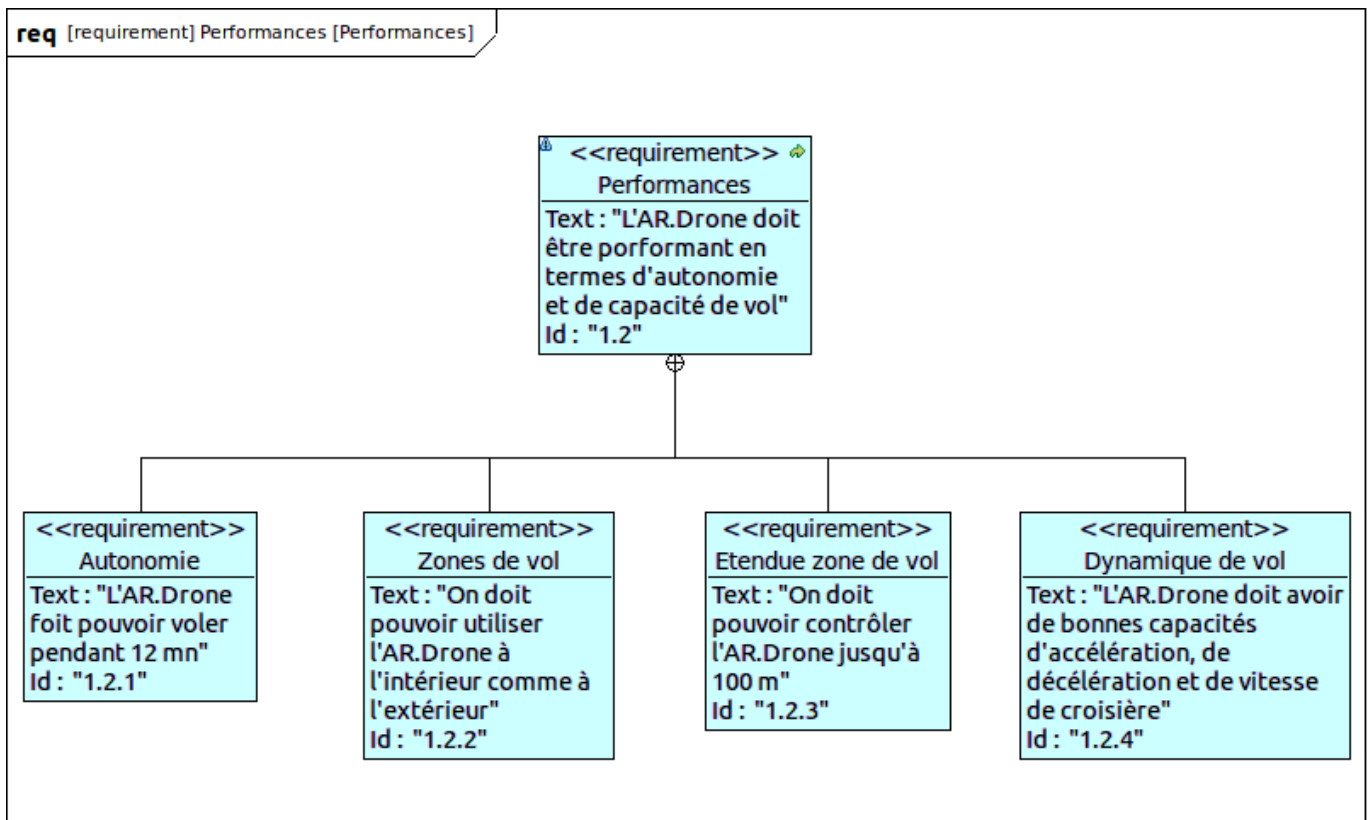 req [requirement] Performances [Performances]
<<requirement>>
Performances
Text : "L'AR.Drone doit
être porformant en
termes d'autonomie
et de capacité de vol"
Id : "1.2"
<<requirement>>
Autonomie
Text : "L'AR.Drone
foit pouvoir voler
pendant 12 mn"
Id : "1.2.1"
<<requirement>>
Zones de vol
Text : "On doit
pouvoir utiliser
l'AR.Drone à
l'intérieur comme à
l'extérieur"
Id : "1.2.2"
<<requirement>>
Etendue zone de vol
Text : "On doit
pouvoir contrôler
l'AR.Drone jusqu'à
100 m"
Id : "1.2.3"
<<requirement>>
Dynamique de vol
Text : "L'AR.Drone doit avoir
de bonnes capacités
d'accélération, de
décélération et de vitesse
de croisière"
Id : "1.2.4"